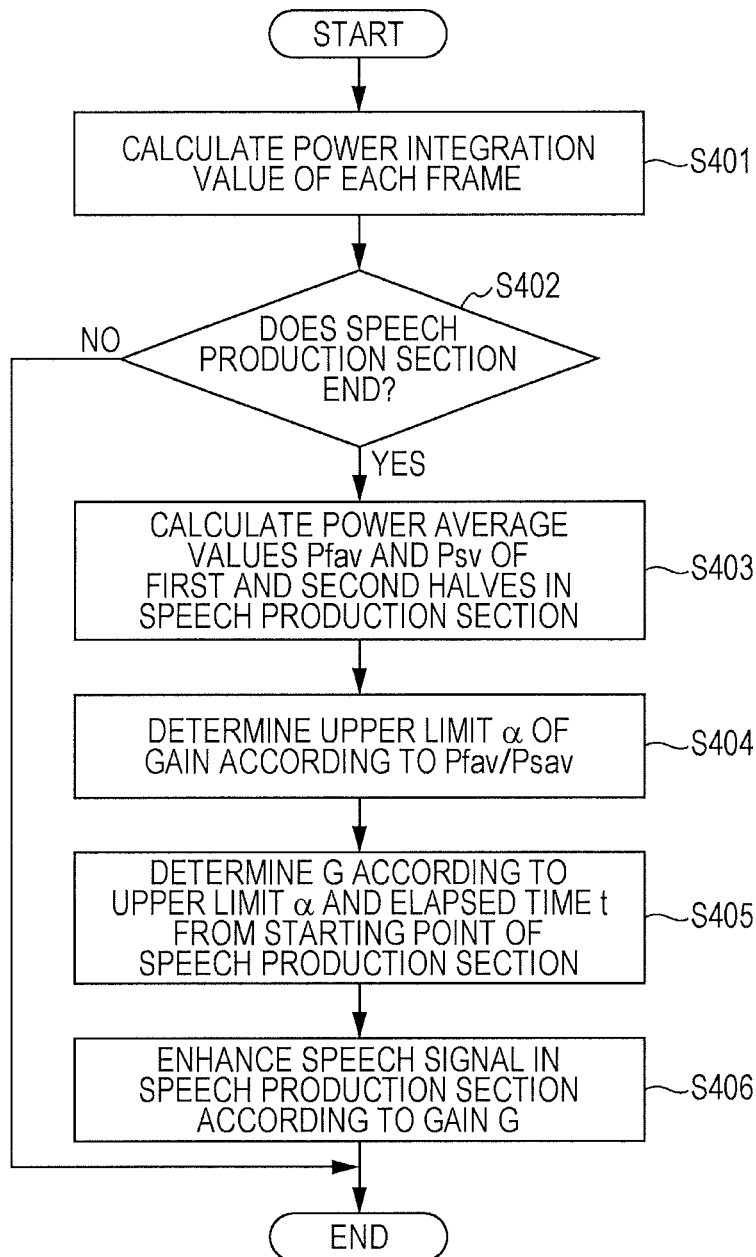 START
CALCULATE POWER INTEGRATION
VALUE OF EACH FRAME
S401
S402
DOES SPEECH
PRODUCTION SECTION
END?
NO
YES
CALCULATE POWER AVERAGE
VALUES Pfav AND Psv OF
FIRST AND SECOND HALVES IN
SPEECH PRODUCTION SECTION
S403
DETERMINE UPPER LIMIT α OF
GAIN ACCORDING TO Pfav/Psav
S404
DETERMINE G ACCORDING TO
UPPER LIMIT α AND ELAPSED TIME t
FROM STARTING POINT OF
SPEECH PRODUCTION SECTION
S405
ENHANCE SPEECH SIGNAL IN
SPEECH PRODUCTION SECTION
ACCORDING TO GAIN G
S406
END